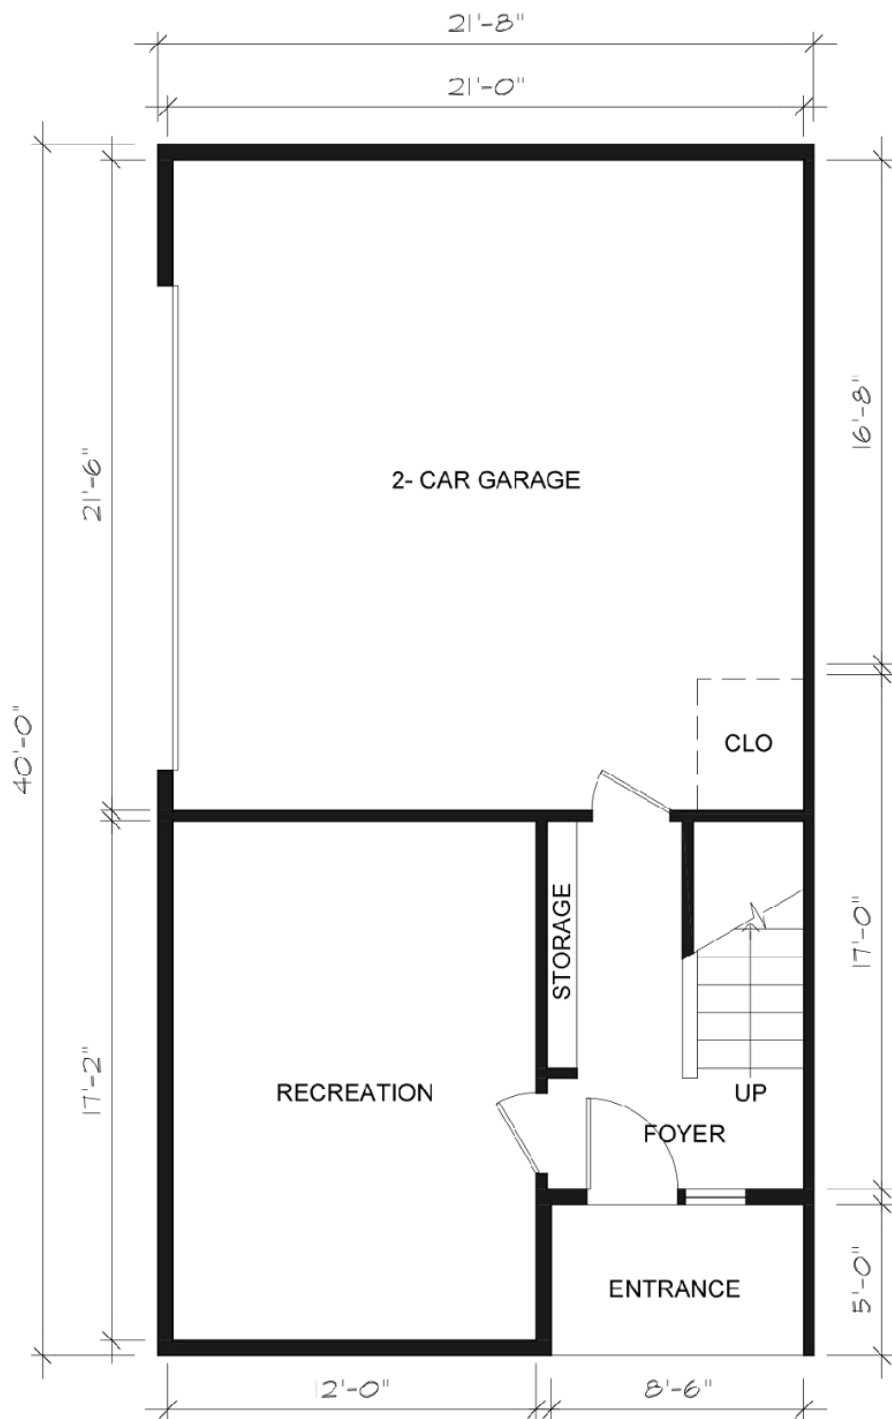 21'-8"
21'-0"
21'-6"
16'-8"
2- CAR GARAGE
40'-0"
CLO
STORAGE
17'-0"
17'-2"
RECREATION
UP
FOYER
ENTRANCE
5'-0"
12'-0"
8'-6"